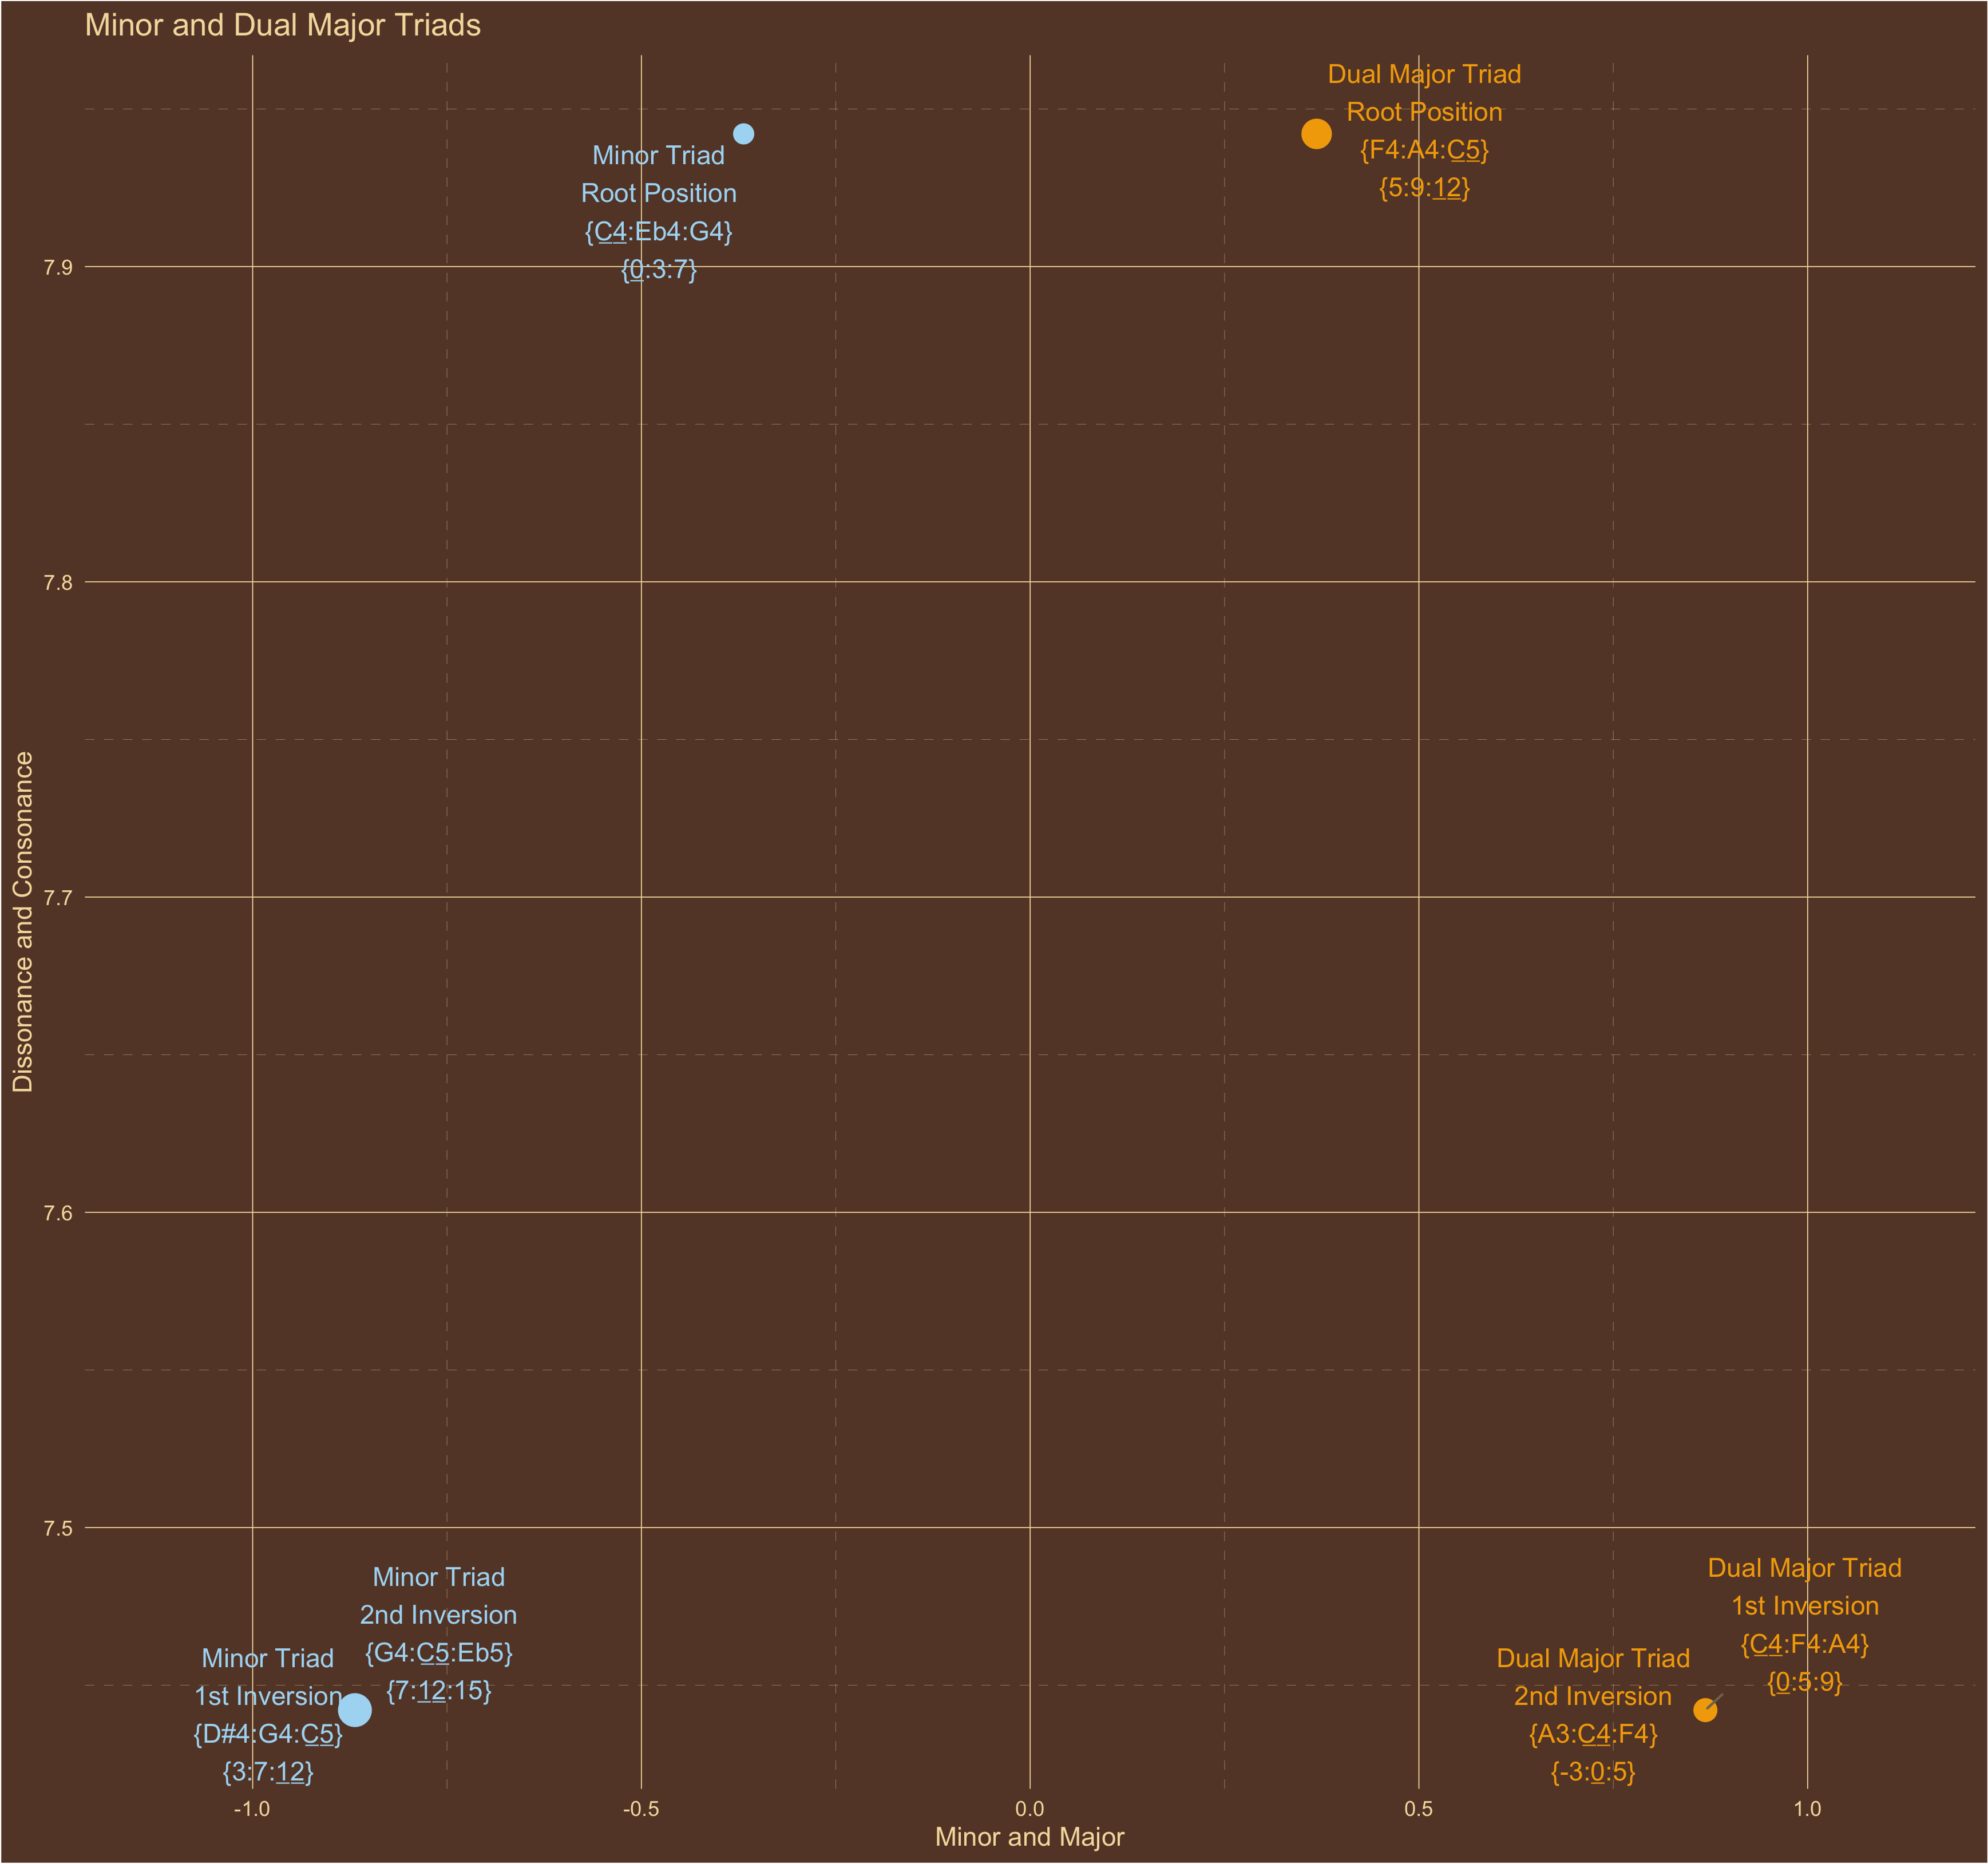 Minor and Dual Major Triads
Dual Major Triad
Root Position
{F4:A4:C5}
{5:9:12}
Minor Triad
Root Position
{C4:Eb4:G4}
{0:3:7}
7.9
7.8
7.7
7.6
7.5
Dissonance and Consonance
Minor Triad
2nd Inversion
{G4:C5:Eb5}
{7:12:15}
Minor Triad
1st Inversion
{D#4:G4:C5}
{3:7:12}
Dual Major Triad
1st Inversion
{C4:F4:A4}
{0:5:9}
Dual Major Triad
2nd Inversion
{A3:C4:F4}
{-3:0:5}
-1.0 -0.5 0.0 0.5 1.0
Minor and Major